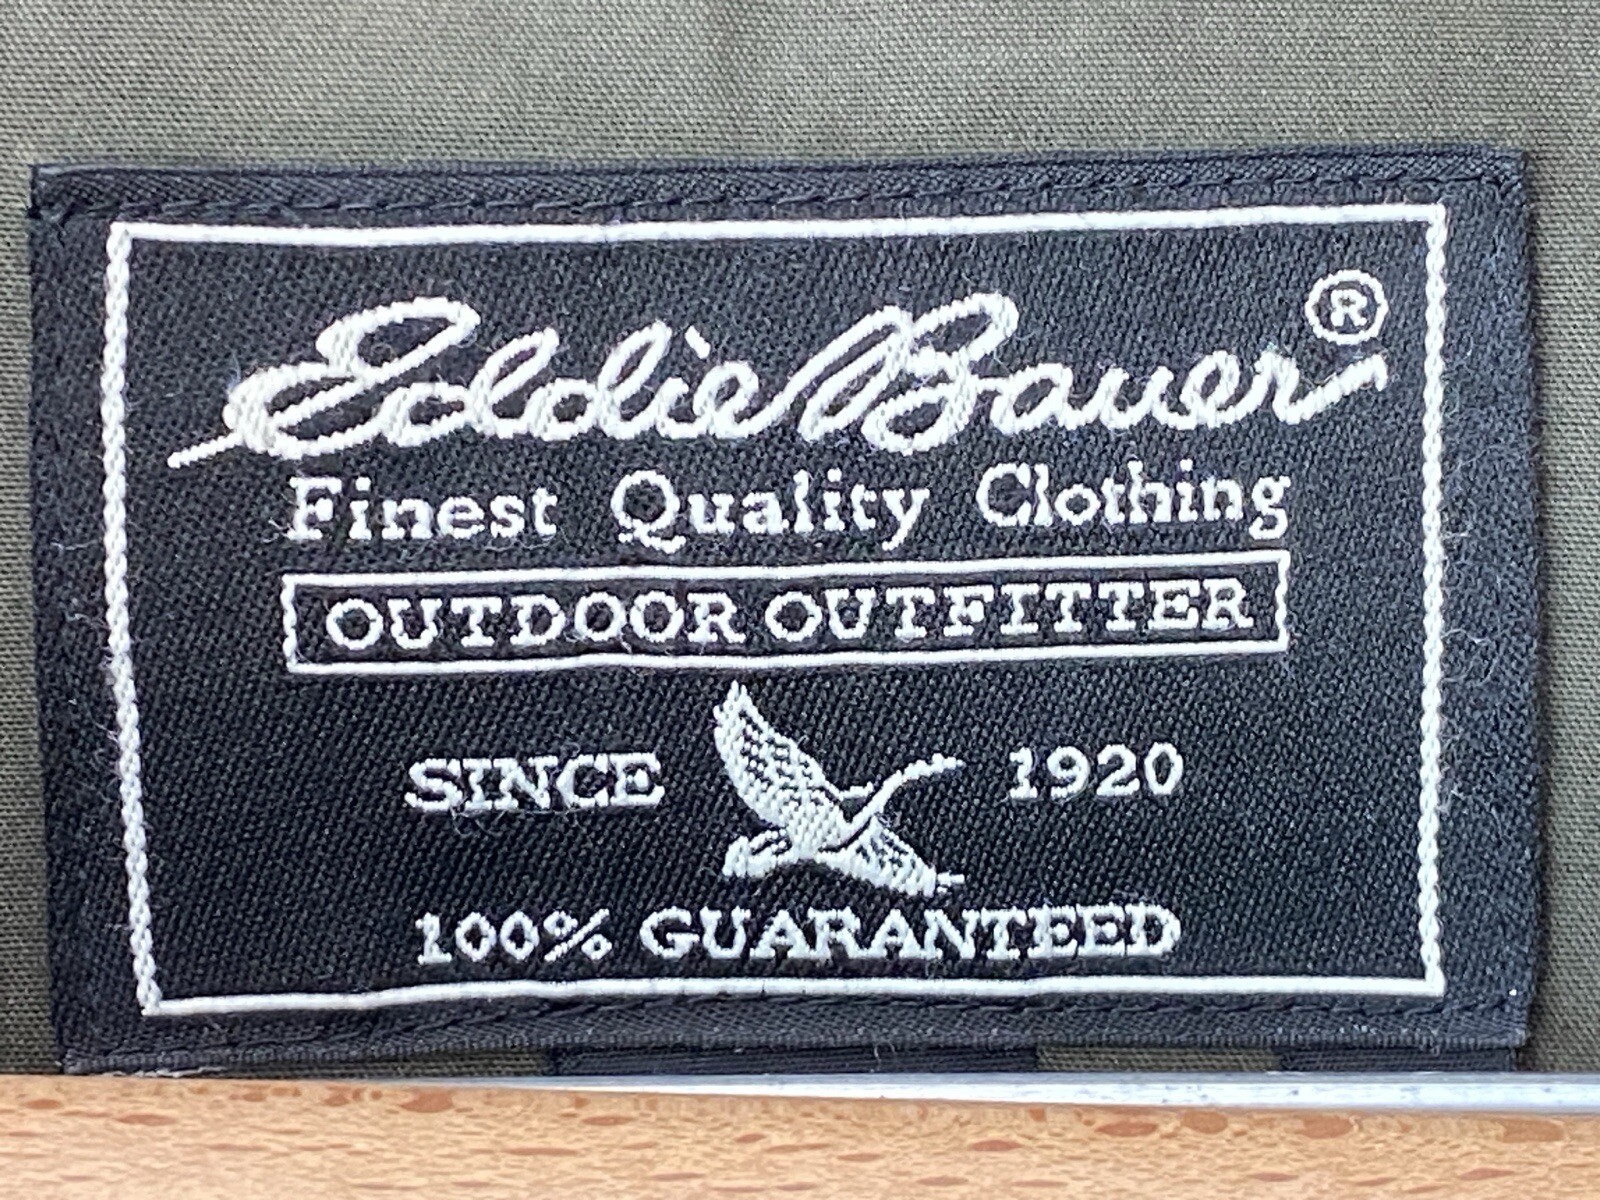 Eddie Bauer®
Finest Quality Clothing
OUTDOOR OUTFITTER
SINCE 1920
100% GUARANTEED